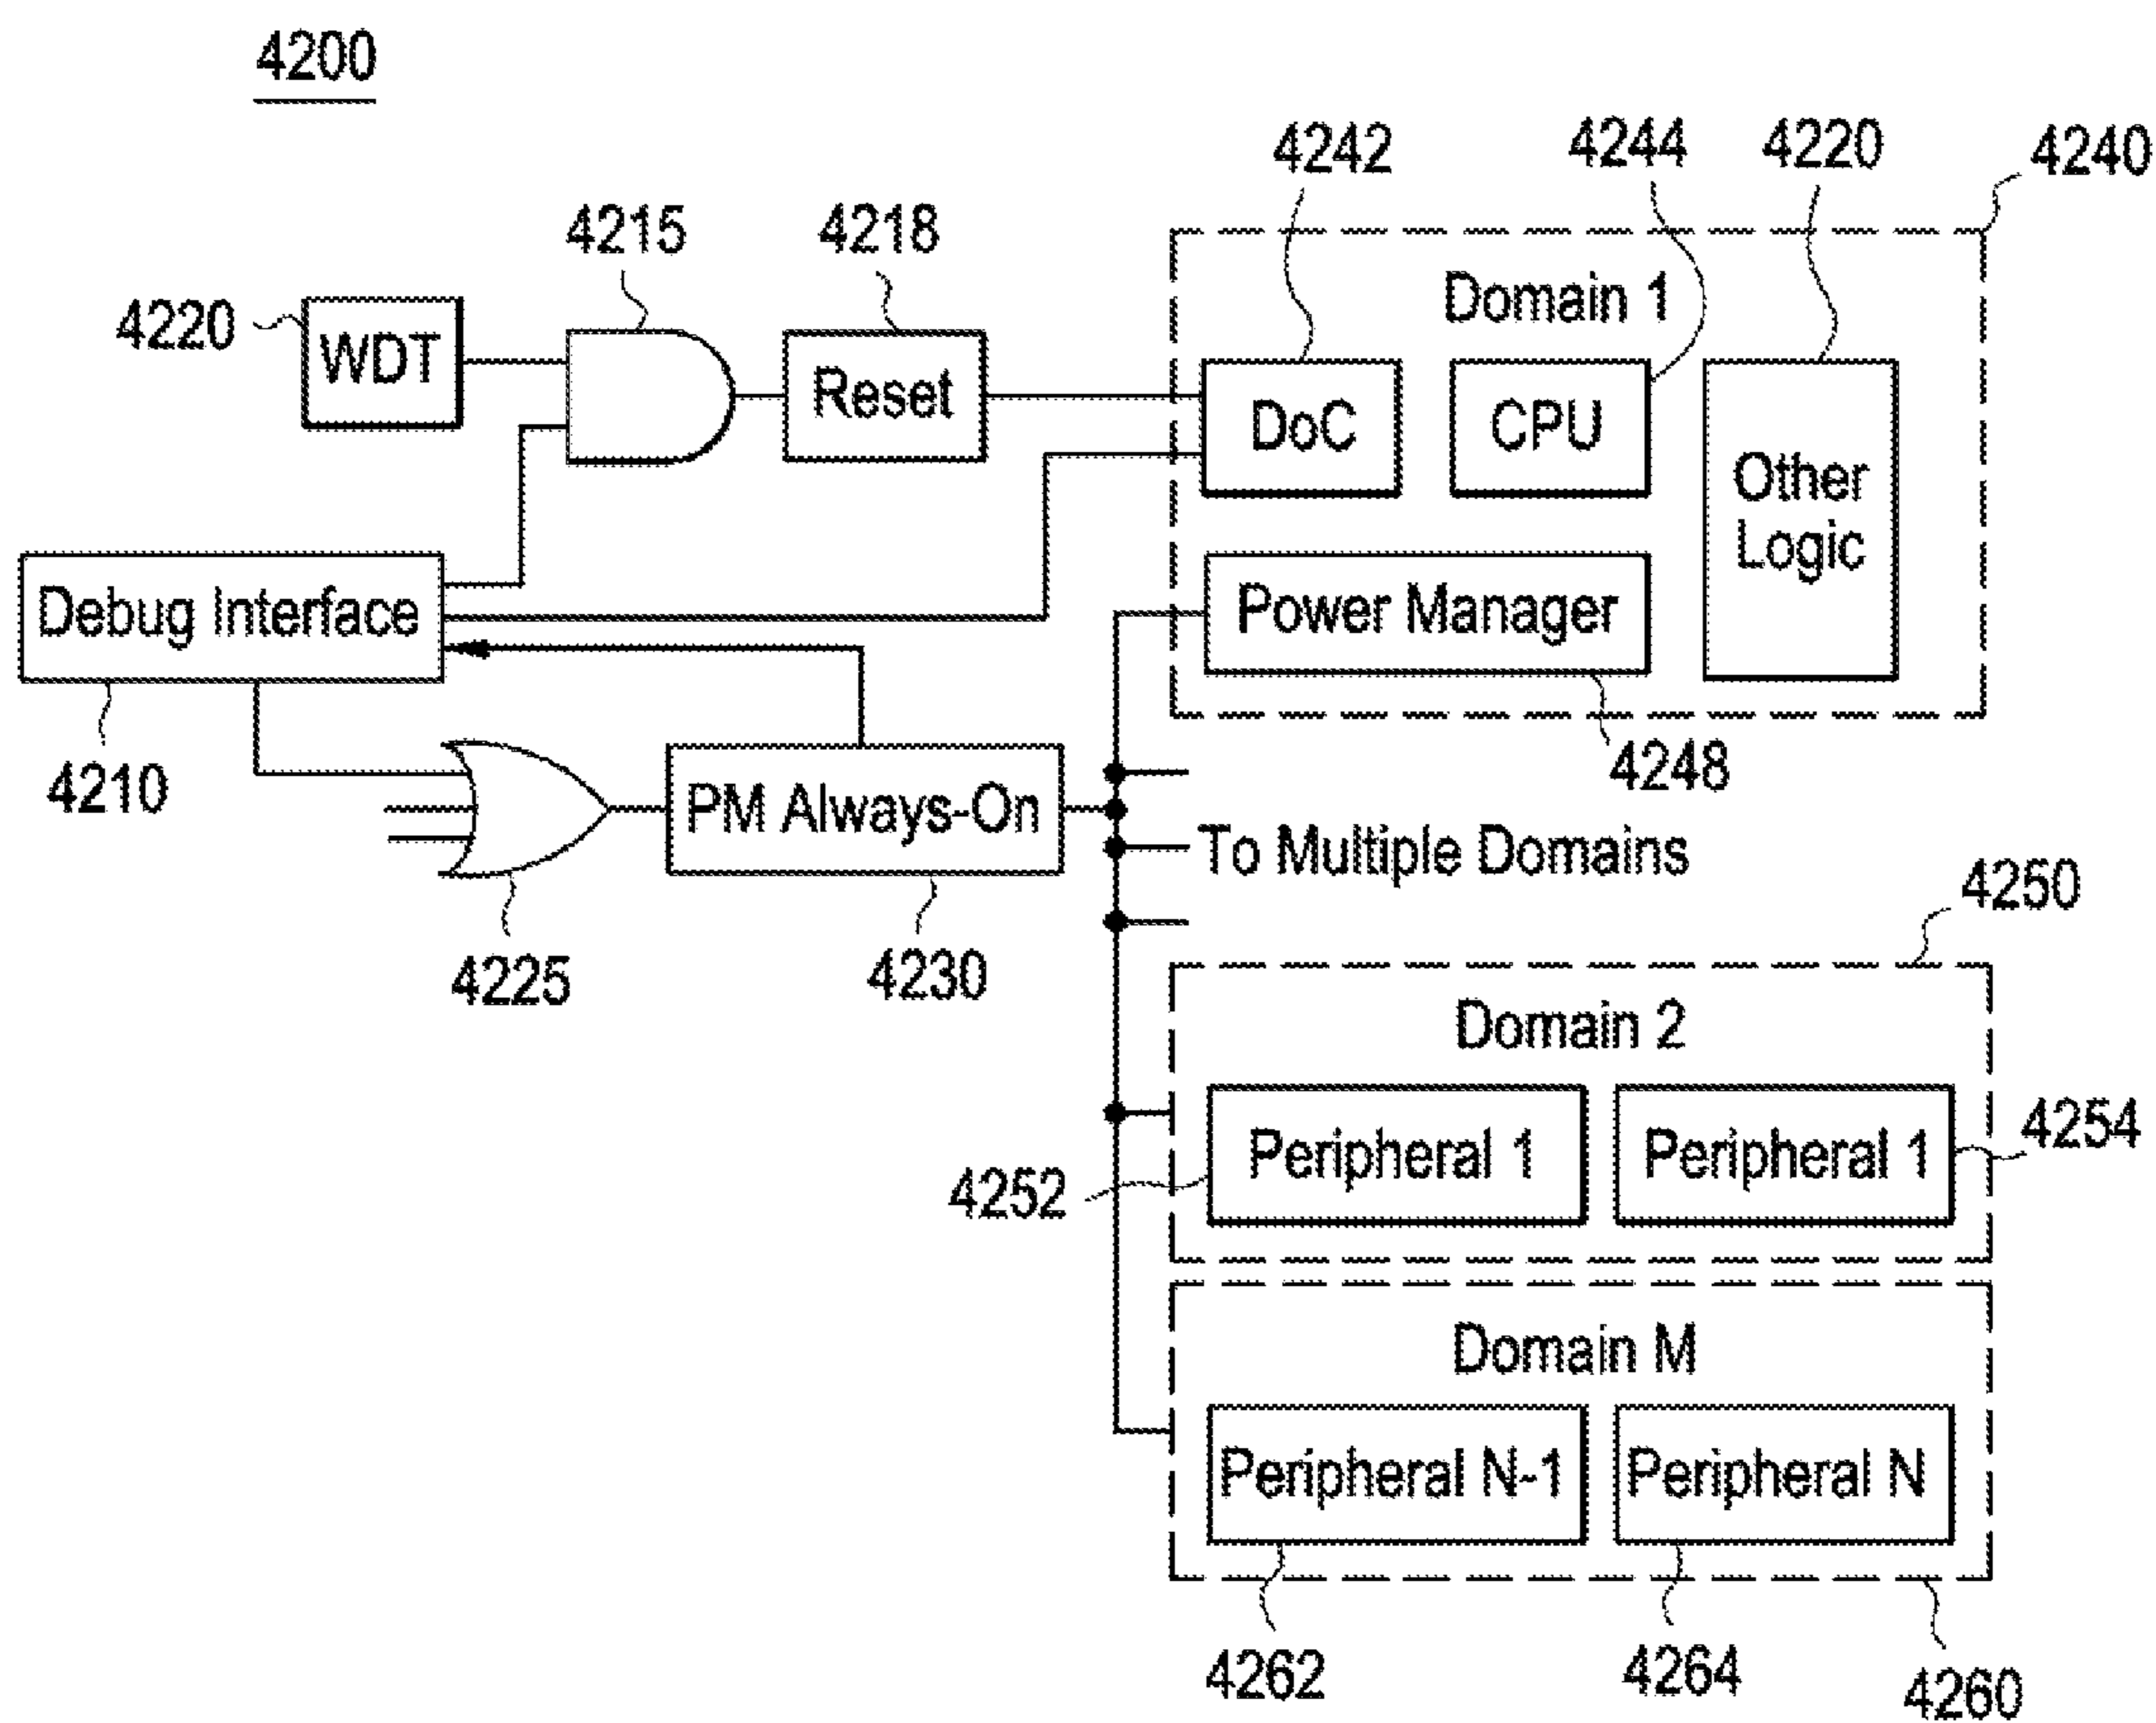 4200
4242
4244
4220
4240
4215
4218
4220
WDT
Reset
Domain 1
DoC
CPU
Other
Logic
Debug Interface
Power Manager
4210
4248
PM Always-On
To Multiple Domains
4225
4230
4250
Domain 2
Peripheral 1
Peripheral 1
4254
4252
Domain M
Peripheral N-1
Peripheral N
4262
4264
4260